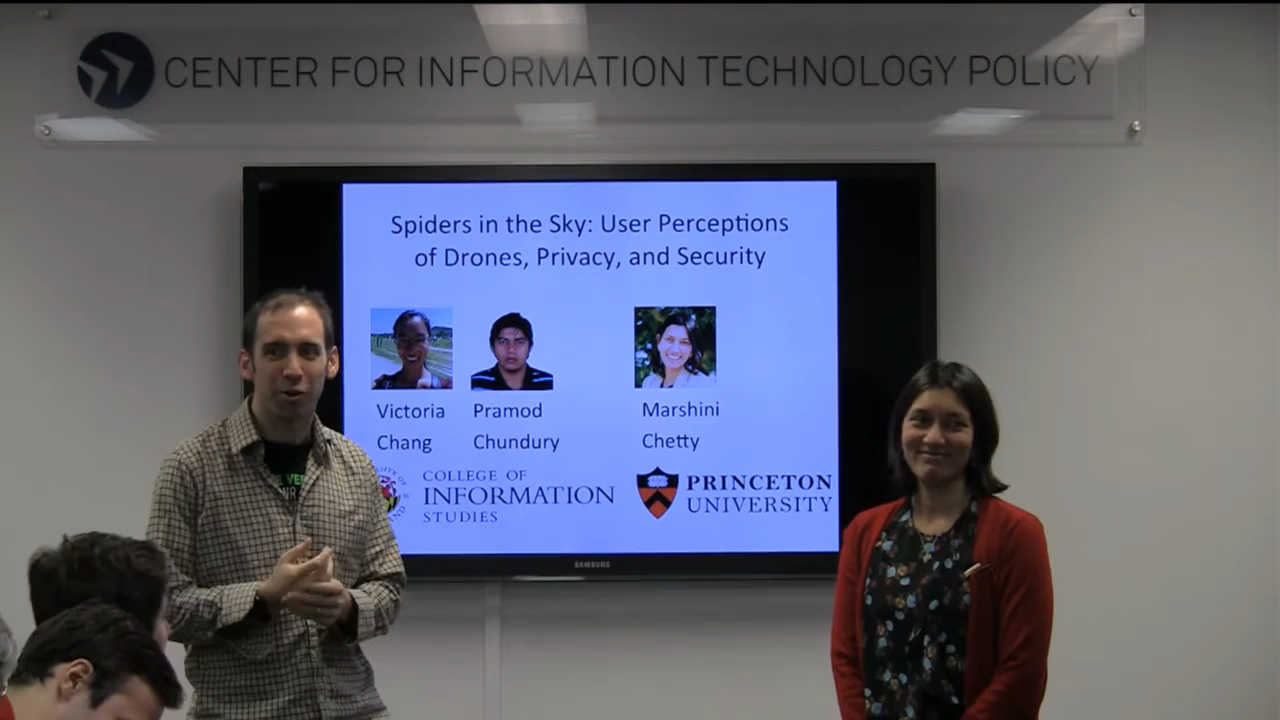 CENTER FOR INFORMATION TECHNOLOGY POLICY
Spiders in the Sky: User Perceptions
of Drones, Privacy, and Security
Victoria
Chang
Pramod
Chundury
Marshini
Chetty
COLLEGE OF
INFORMATION
STUDIES
PRINCETON
UNIVERSITY
SAMSUNG